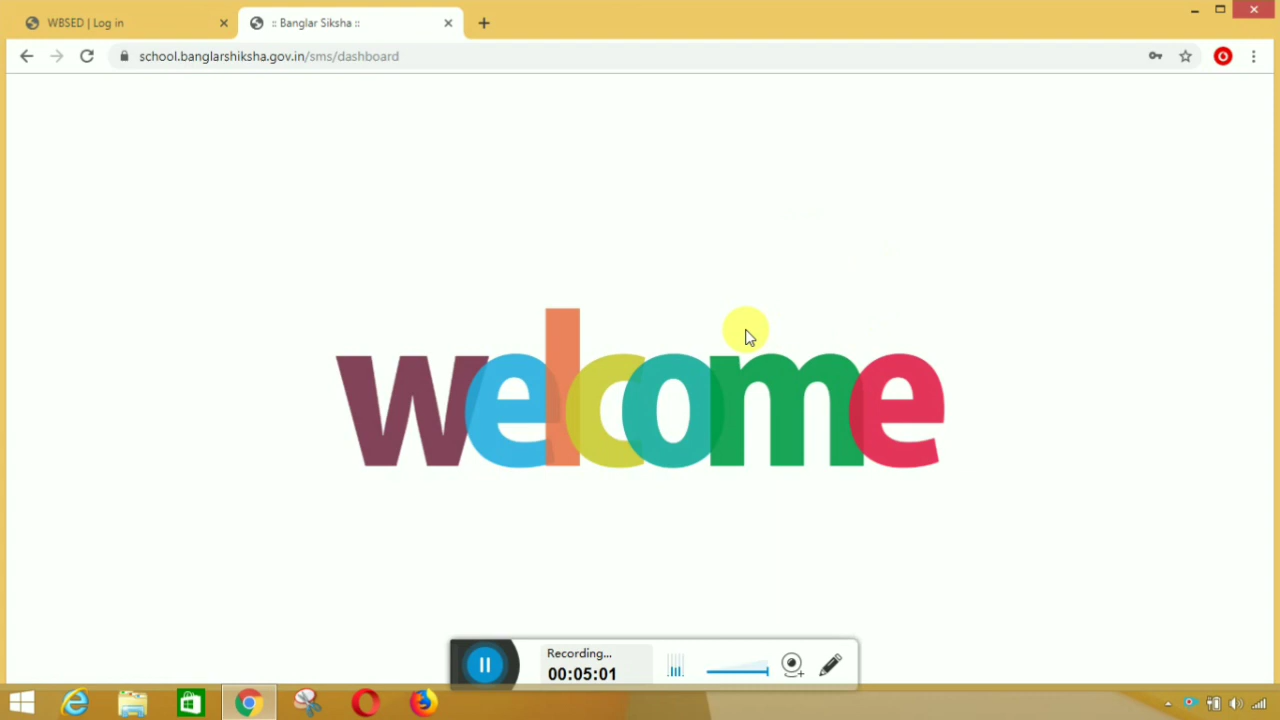 WBSED | Log in
:: Banglar Siksha ::
school.banglarshiksha.gov.in/sms/dashboard
welcome
Recording...
00:05:01